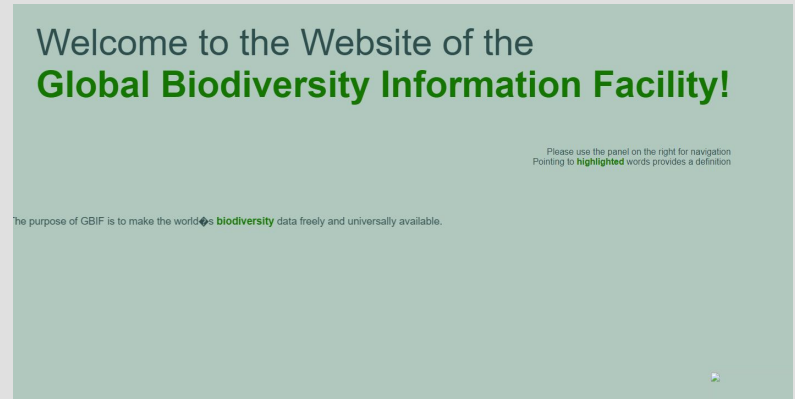 Welcome to the Website of the
Global Biodiversity Information Facility!
Please use the panel on the right for navigation
Pointing to highlighted words provides a definition
The purpose of GBIF is to make the world�s biodiversity data freely and universally available.